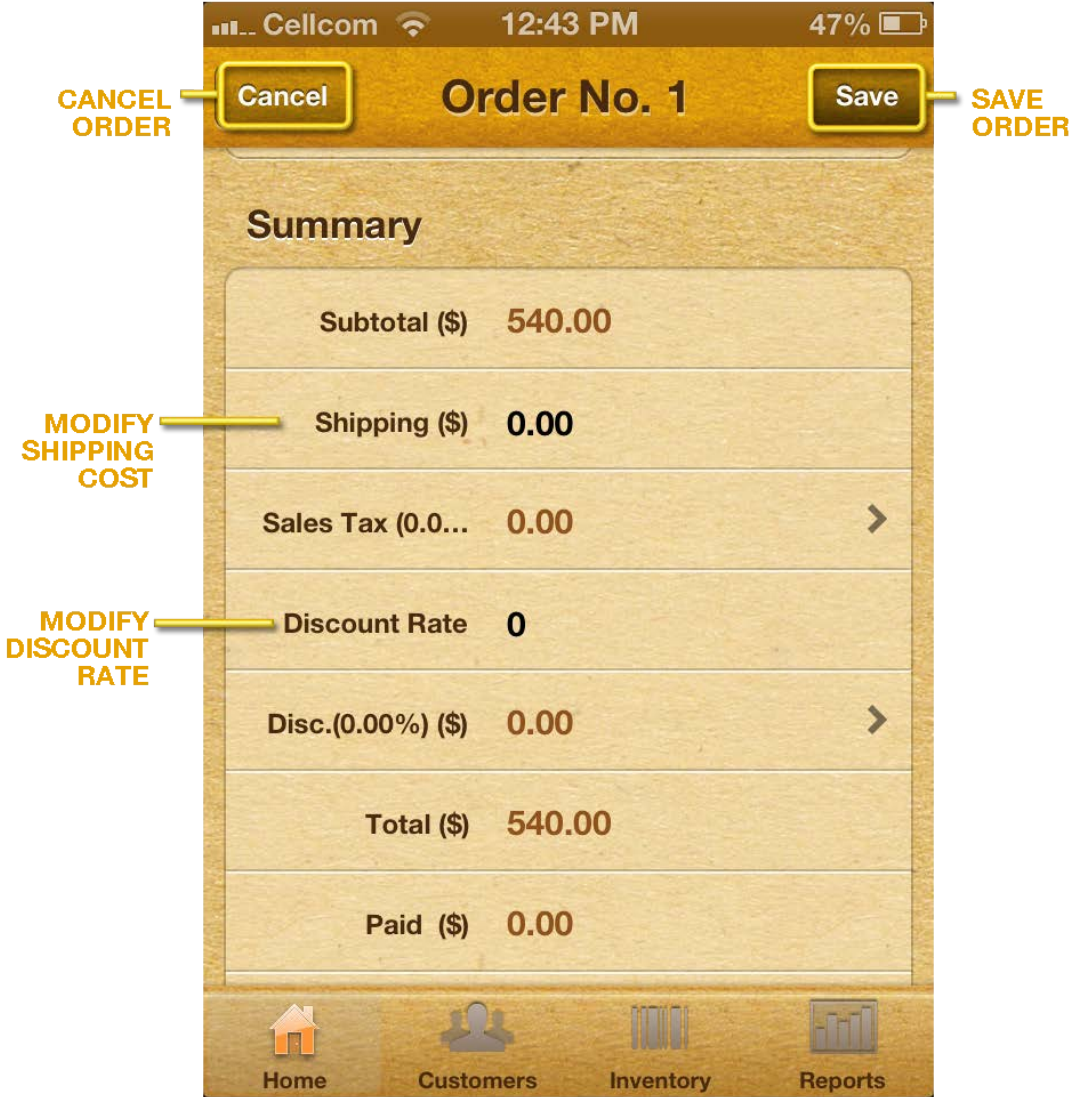 Cellcom 12:43 PM 47%
Cancel Order No. 1 Save
CANCEL
ORDER
SAVE
ORDER
Summary
Subtotal ($) 540.00
Shipping ($) 0.00
MODIFY
SHIPPING
COST
Sales Tax (0.0... 0.00
Discount Rate 0
MODIFY
DISCOUNT
RATE
Disc.(0.00%) ($) 0.00
Total ($) 540.00
Paid ($) 0.00
Home Customers Inventory Reports